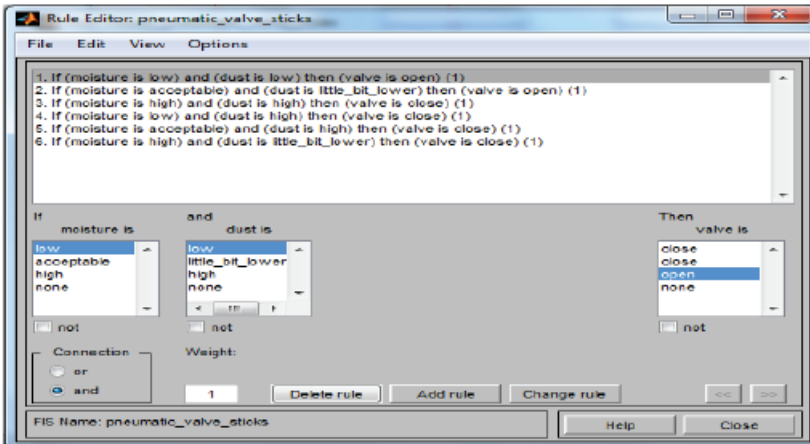 Rule Editor: pneumatic_valve_sticks
File Edit View Options
1. If (moisture is low) and (dust is low) then (valve is open) (1)
2. If (moisture is acceptable) and (dust is little_bit_lower) then (valve is open) (1)
3. If (moisture is high) and (dust is high) then (valve is close) (1)
4. If (moisture is low) and (dust is high) then (valve is close) (1)
5. If (moisture is acceptable) and (dust is high) then (valve is close) (1)
6. If (moisture is high) and (dust is little_bit_lower) then (valve is close) (1)
If and Then
moisture is dust is valve is
low low close
acceptable little_bit_lower close
high high open
none none none
not not not
Connection Weight:
or
and 1 Delete rule Add rule Change rule << >>
FIS Name: pneumatic_valve_sticks Help Close